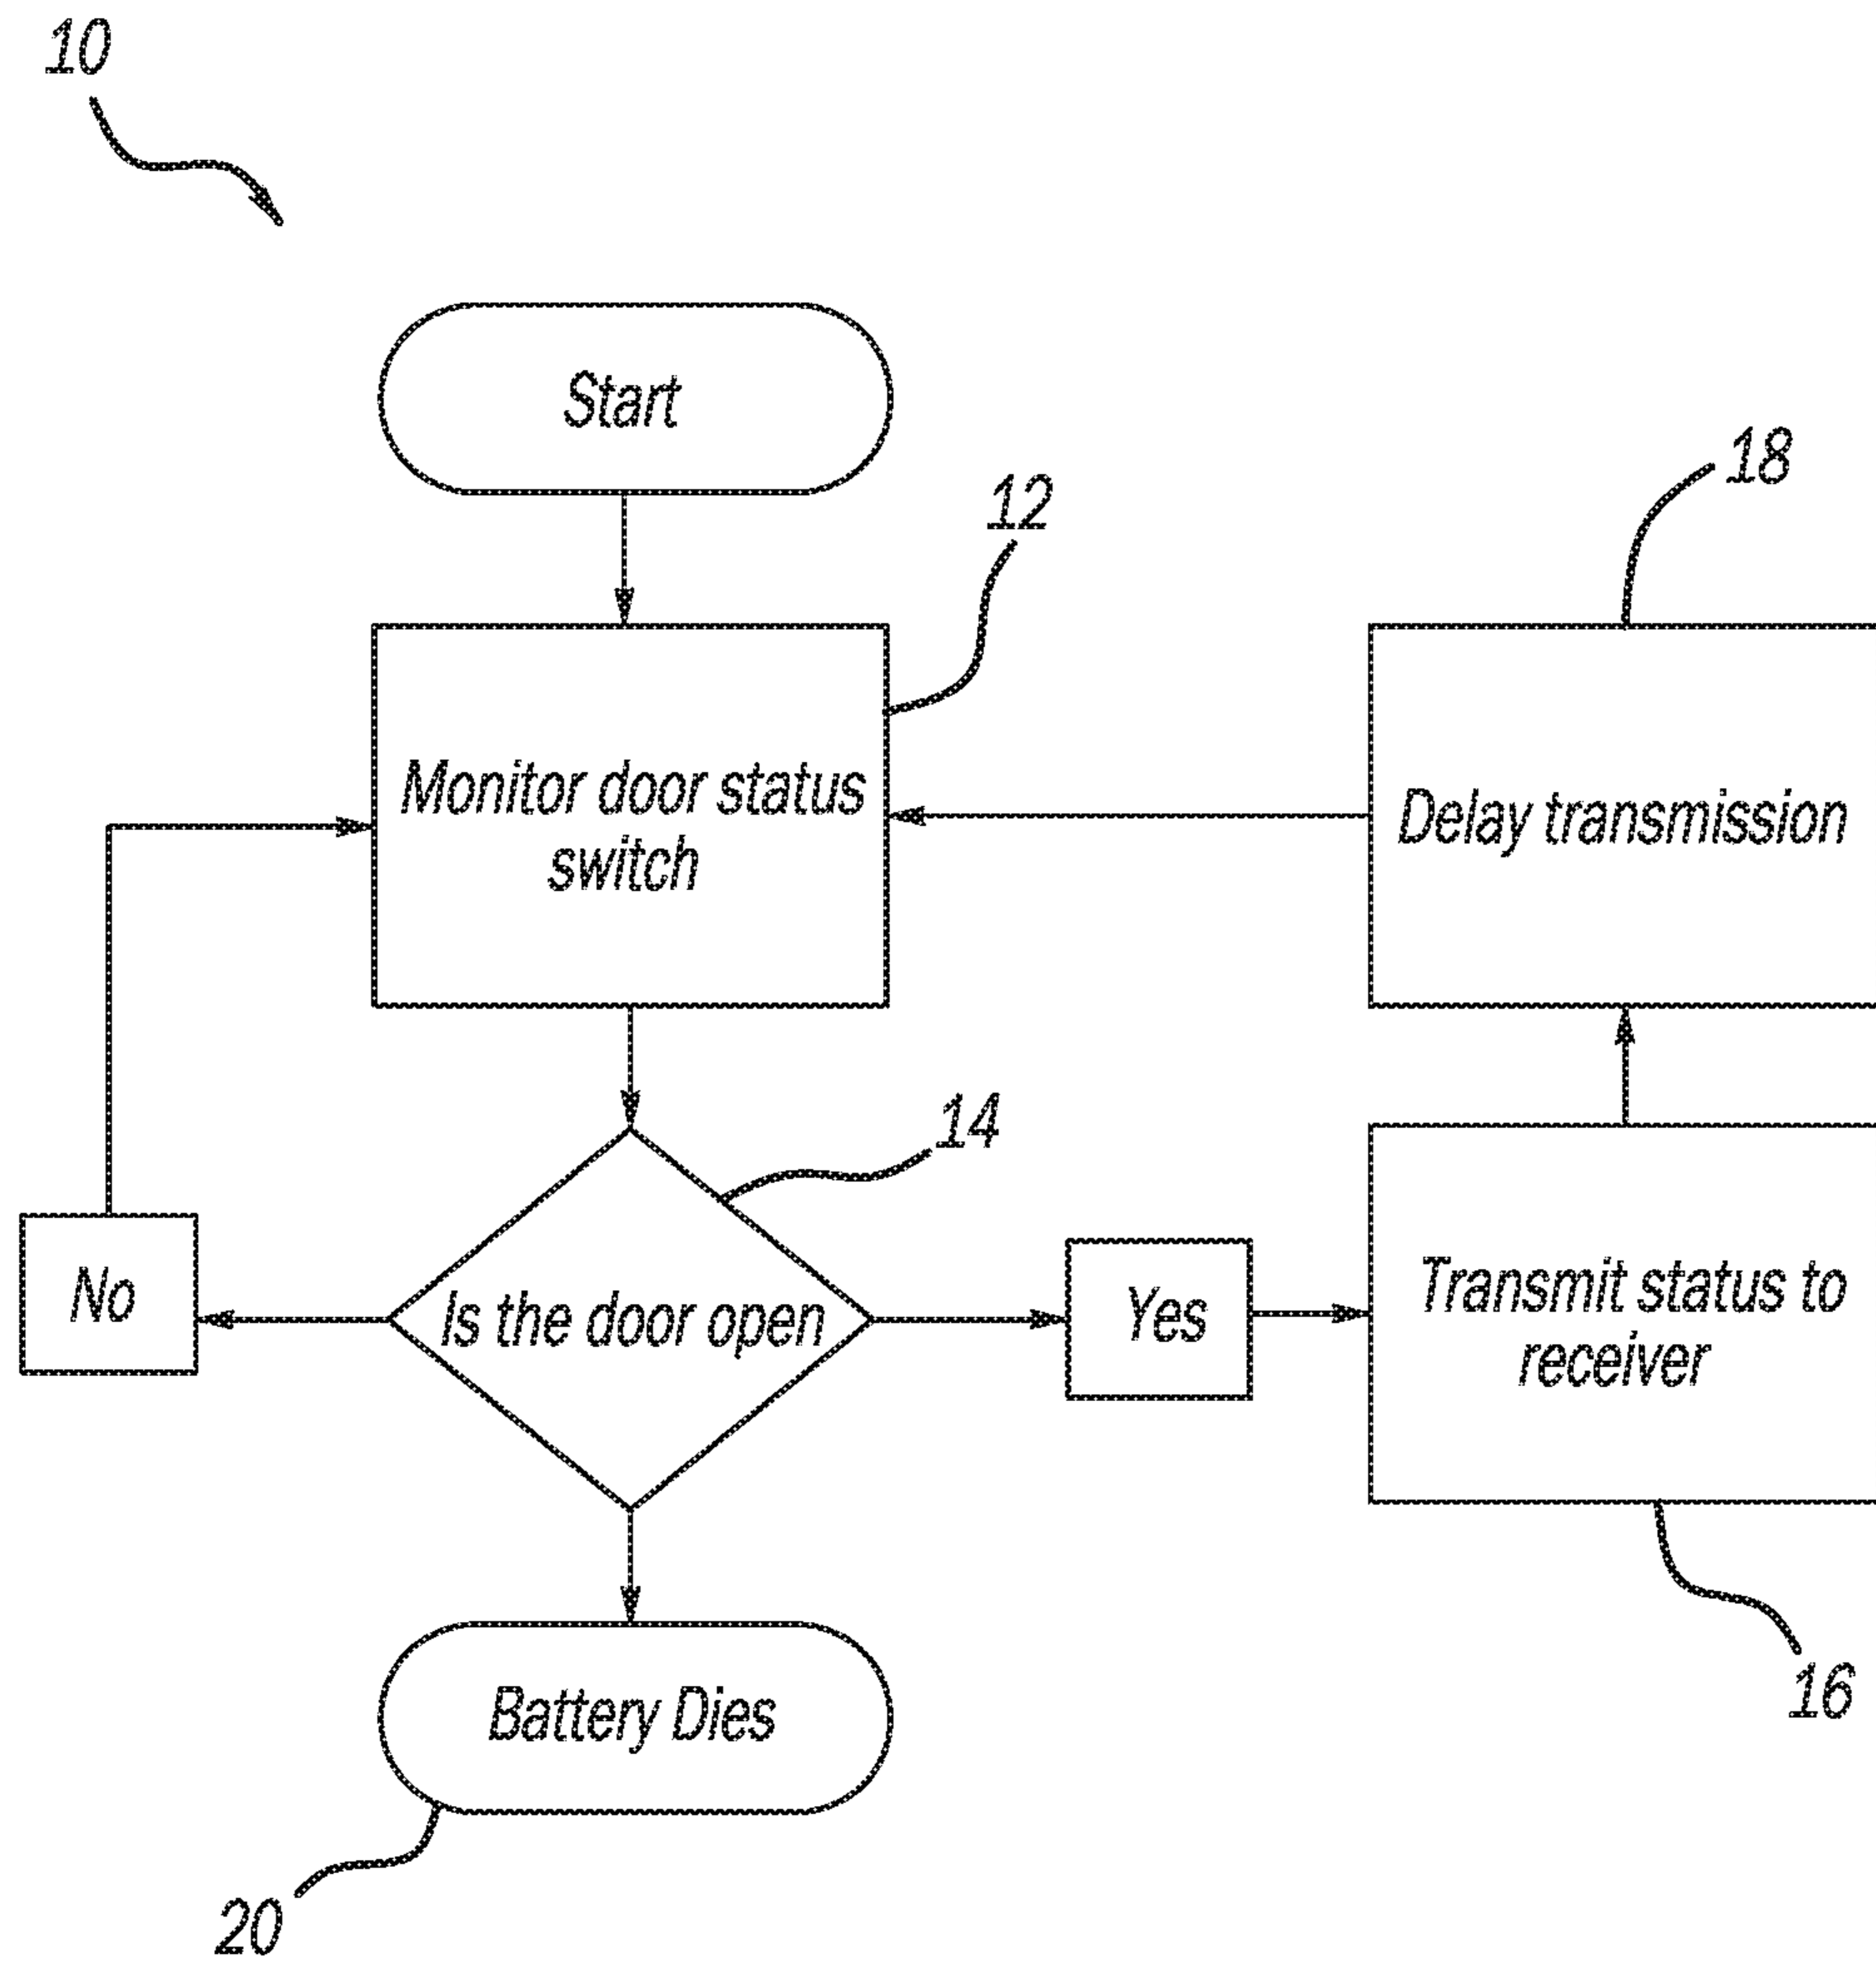 10
Start
12
18
Monitor door status
switch
Delay transmission
14
No
Is the door open
Yes
Transmit status to
receiver
Battery Dies
16
20